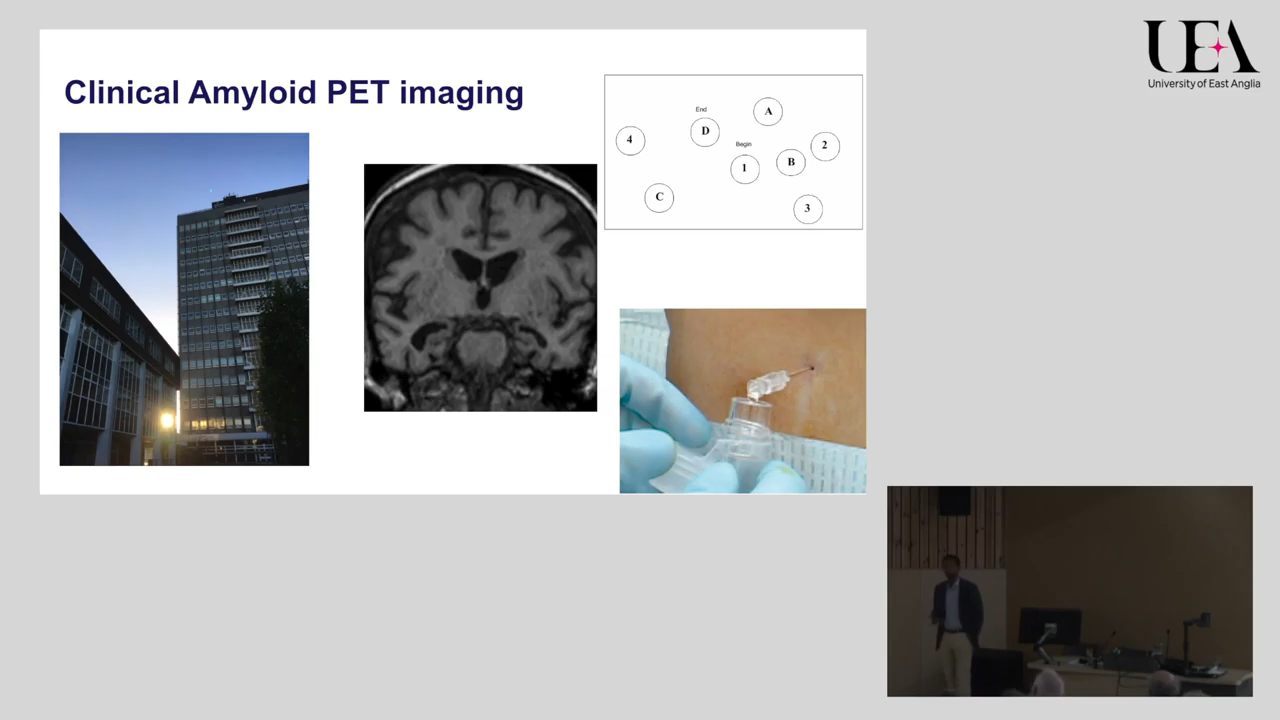 UEA
University of East Anglia
Clinical Amyloid PET imaging
End
A
4
D
2
Begin
1
B
C
3